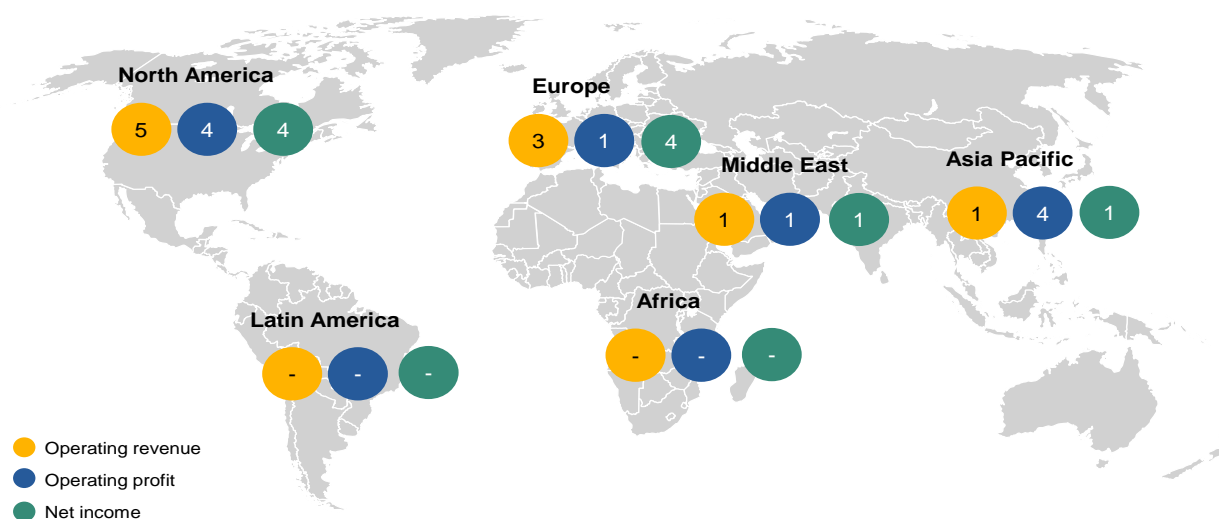 North America
5 4 4
Europe
3 1 4
Middle East
1 1 1
Asia Pacific
1 4 1
Latin America
- - -
Africa
- - -
Operating revenue
Operating profit
Net income